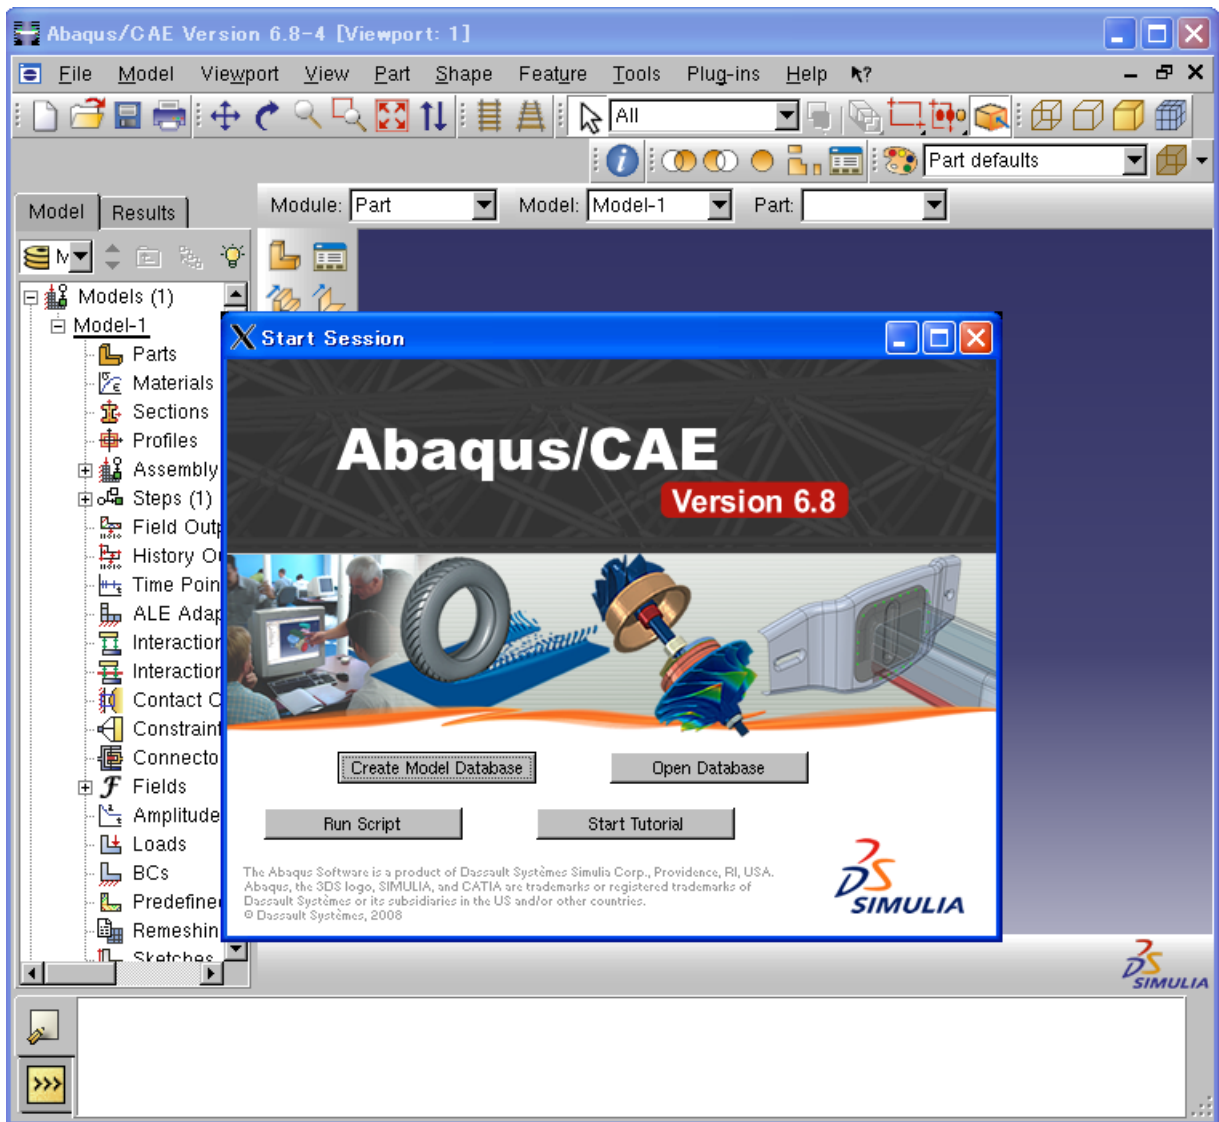 Abaqus/CAE Version 6.8-4 [Viewport: 1]
File Model Viewport View Part Shape Feature Tools Plug-ins Help ?
All
Part defaults
Model Results
Module: Part Model: Model-1 Part:
M
Models (1)
Model-1
Parts
Materials
Sections
Profiles
Assembly
Steps (1)
Field Outp
History O
Time Poin
ALE Adap
Interaction
Interaction
Contact C
Constraint
Connecto
Fields
Amplitude
Loads
BCs
Predefine
Remeshin
Sketches
X Start Session
Abaqus/CAE
Version 6.8
Create Model Database Open Database
Run Script Start Tutorial
The Abaqus Software is a product of Dassault Systèmes Simulia Corp., Providence, RI, USA.
Abaqus, the 3DS logo, SIMULIA, and CATIA are trademarks or registered trademarks of
Dassault Systèmes or its subsidiaries in the US and/or other countries.
© Dassault Systèmes, 2008
SIMULIA
SIMULIA
>>>